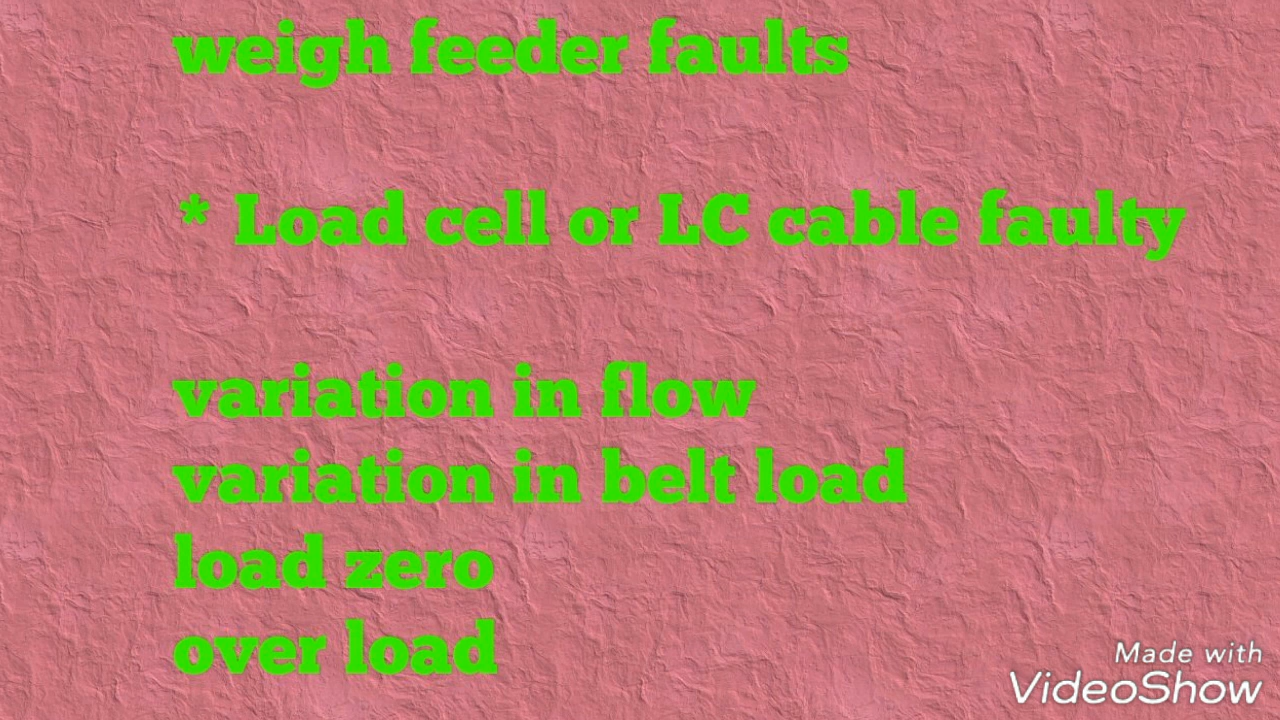 weigh feeder faults
* Load cell or LC cable faulty
variation in flow
variation in belt load
load zero
over load
Made with
VideoShow